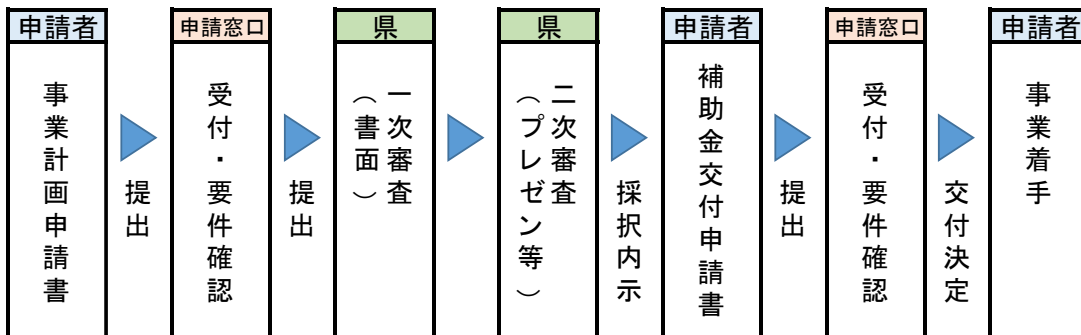 申請者
事業計画申請書
提出
申請窓口
受付・要件確認
提出
県
一次審査
（書面）
県
二次審査
（プレゼン等）
採択内示
申請者
補助金交付申請書
提出
申請窓口
受付・要件確認
交付決定
申請者
事業着手